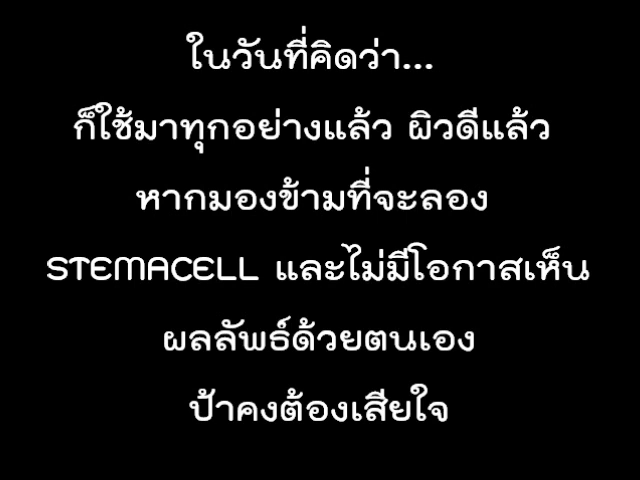 ในวันที่คิดว่า...
ก็ใช้มาทุกอย่างแล้ว ผิวดีแล้ว
หากมองข้ามที่จะลอง
STEMACELL และไม่มีโอกาสเห็น
ผลลัพธ์ด้วยตนเอง
ป้าคงต้องเสียใจ